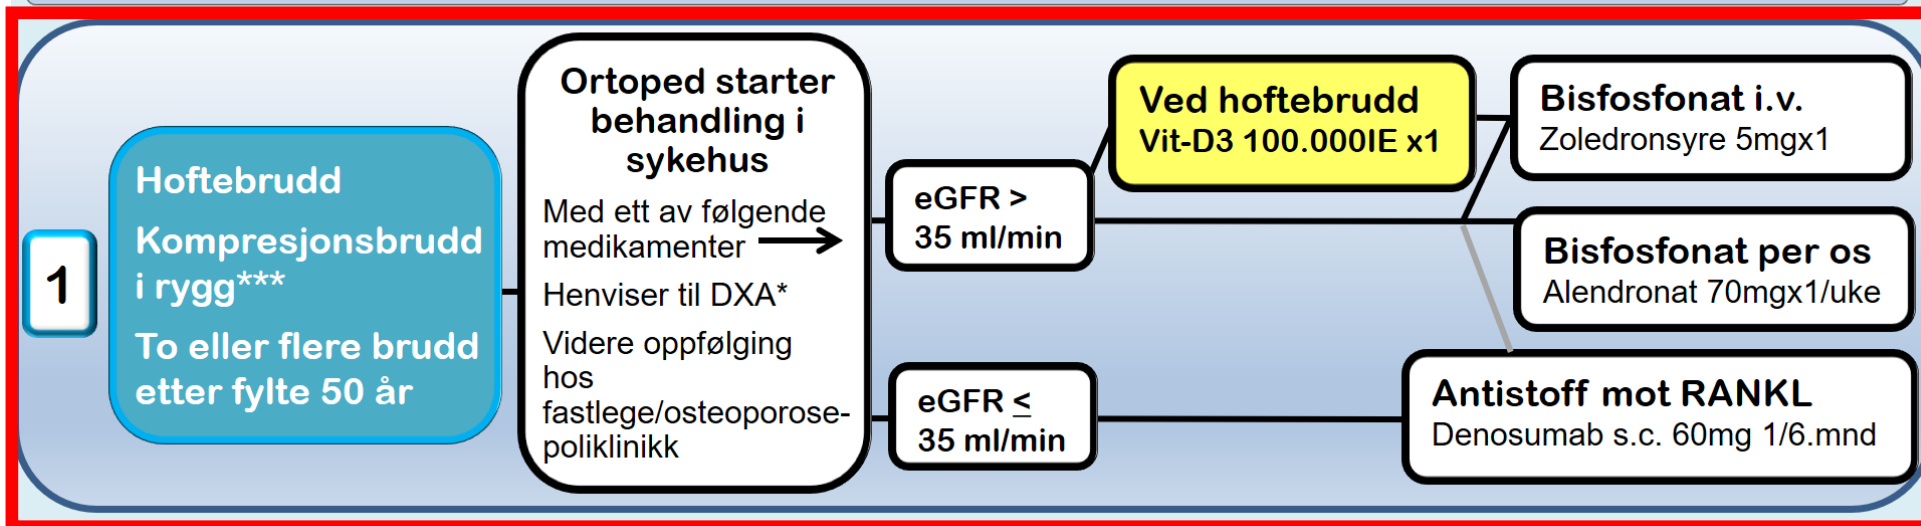 1
Hoftebrudd
Kompresjonsbrudd
i rygg***
To eller flere brudd
etter fylte 50 år
Ortoped starter
behandling i
sykehus
Med ett av følgende
medikamenter
Henviser til DXA*
Videre oppfølging
hos
fastlege/osteoporose-
poliklinikk
eGFR >
35 ml/min
eGFR ≤
35 ml/min
Ved hoftebrudd
Vit-D3 100.000IE x1
Bisfosfonat i.v.
Zoledronsyre 5mgx1
Bisfosfonat per os
Alendronat 70mgx1/uke
Antistoff mot RANKL
Denosumab s.c. 60mg 1/6.mnd